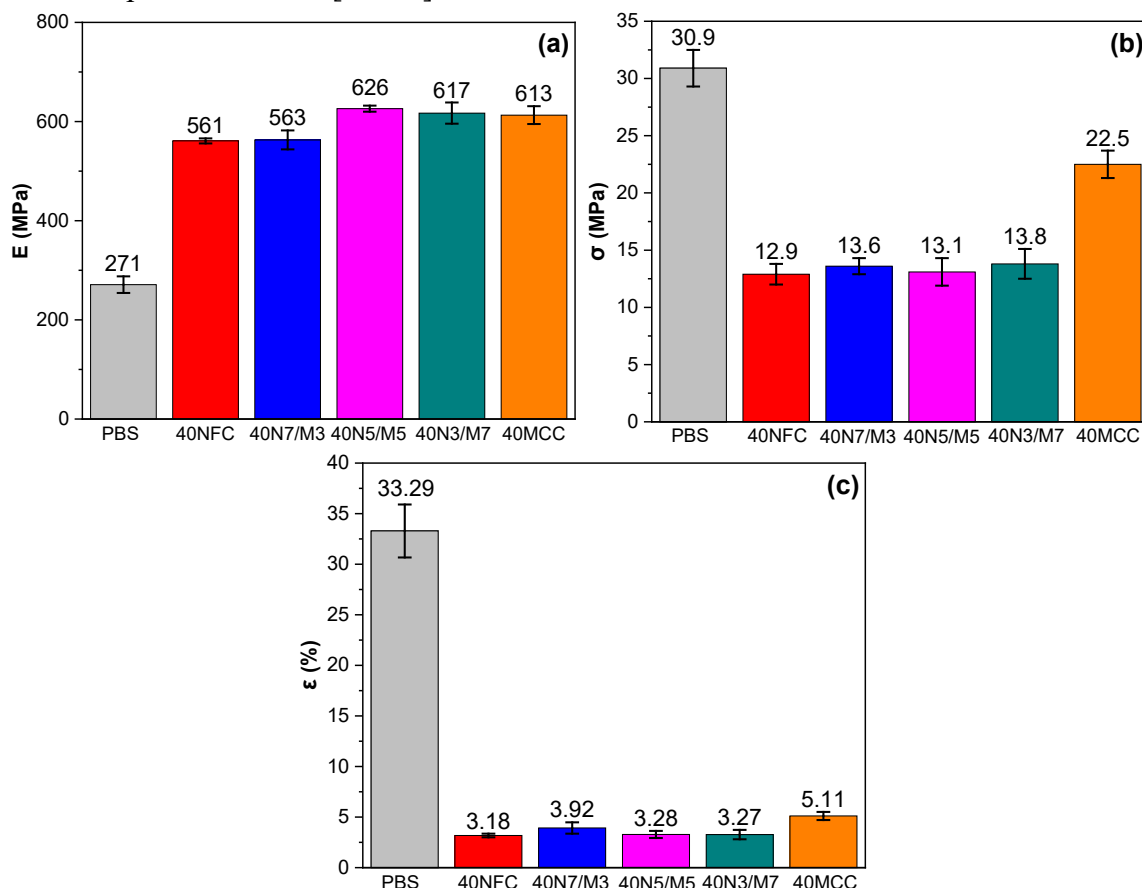 800
(a)
626
617
613
561
563
600
E (MPa)
400
271
200
0
PBS
40NFC
40N7/M3
40N5/M5
40N3/M7
40MCC
35
30.9
(b)
30
25
22.5
σ (MPa)
20
15
12.9
13.6
13.1
13.8
10
5
0
PBS
40NFC
40N7/M3
40N5/M5
40N3/M7
40MCC
40
33.29
(c)
35
30
25
ε (%)
20
15
10
5
3.18
3.92
3.28
3.27
5.11
0
PBS
40NFC
40N7/M3
40N5/M5
40N3/M7
40MCC